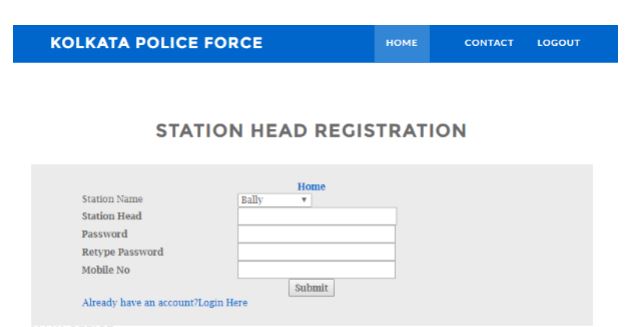 KOLKATA POLICE FORCE HOME CONTACT LOGOUT
STATION HEAD REGISTRATION
Home
Station Name Bally
Station Head
Password
Retype Password
Mobile No
Submit
Already have an account?Login Here